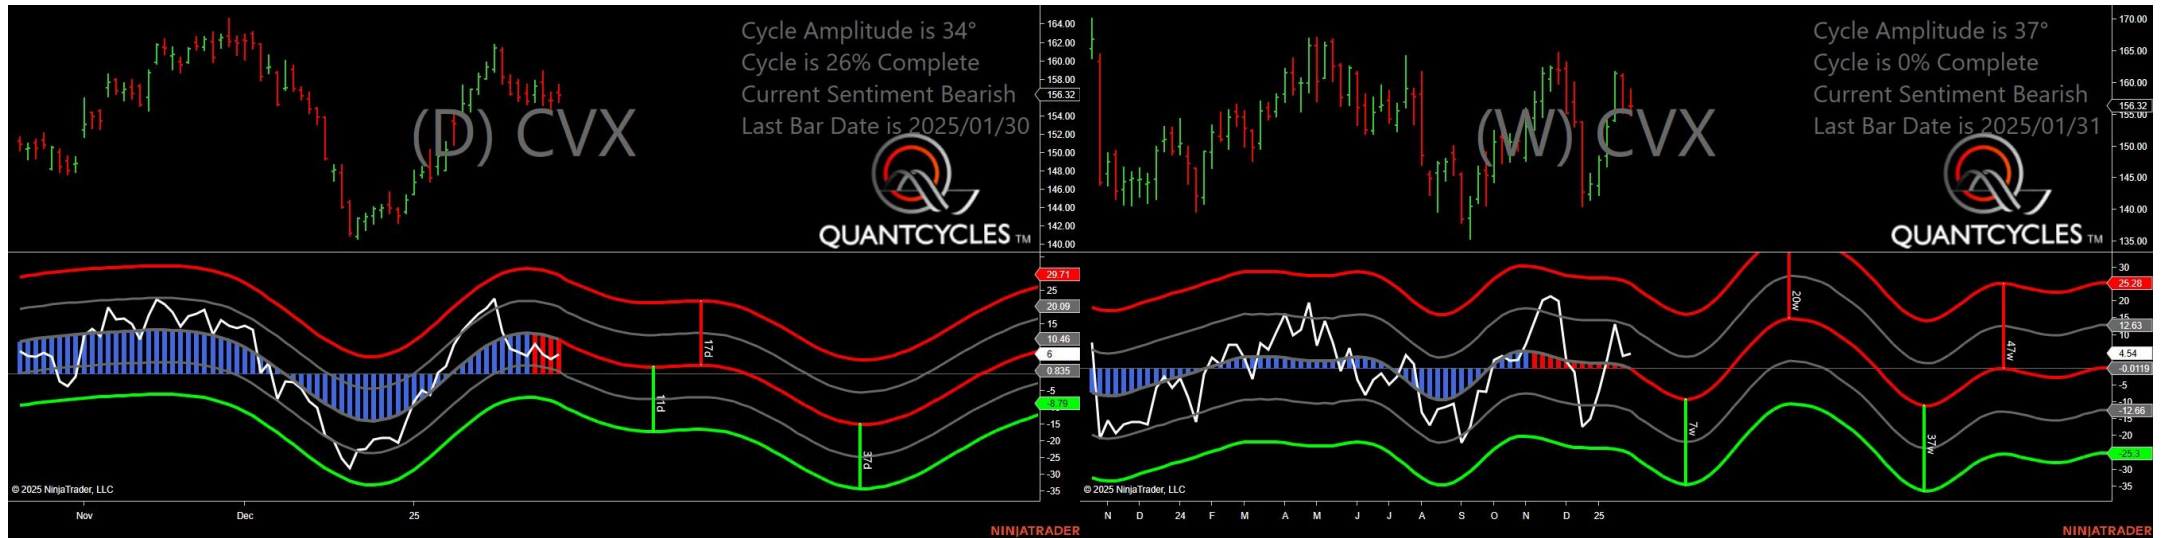 Cycle Amplitude is 34°
Cycle is 26% Complete
Current Sentiment Bearish
Last Bar Date is 2025/01/30
(D) CVX
QUANTCYCLES TM
164.00
162.00
160.00
158.00
156.32
154.00
152.00
150.00
148.00
146.00
144.00
142.00
140.00
29.71
25
20.09
15
10.46
6
0.835
-5
-8.79
-15
-20
-25
-30
-35
17d
11d
37d
© 2025 NinjaTrader, LLC
Nov
Dec
25
NINJATRADER
Cycle Amplitude is 37°
Cycle is 0% Complete
Current Sentiment Bearish
Last Bar Date is 2025/01/31
(W) CVX
QUANTCYCLES TM
170.00
165.00
160.00
156.32
155.00
150.00
145.00
140.00
135.00
30
25.28
20
15
12.63
10
4.54
-0.0119
-5
-10
-12.66
-15
-20
-25.3
-30
-35
20w
47w
7w
37w
© 2025 NinjaTrader, LLC
N D 24 F M A M J J A S O N D 25
NINJATRADER